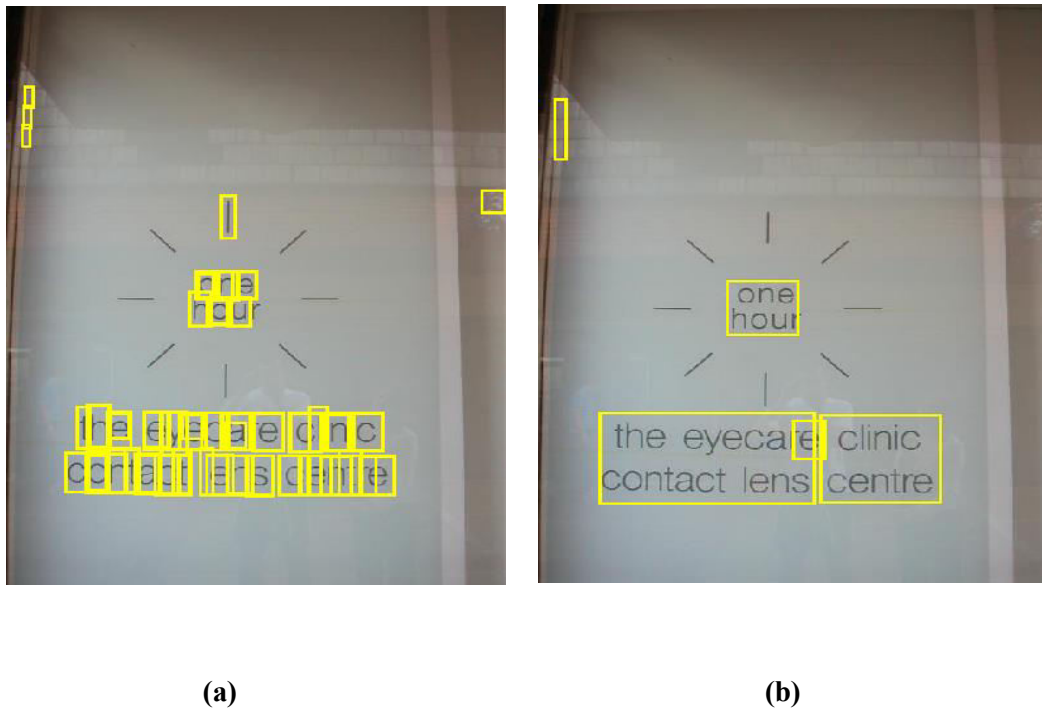 one
hour
the eyecare clinic
contact lens centre
one
hour
the eyecare clinic
contact lens centre
(a)
(b)